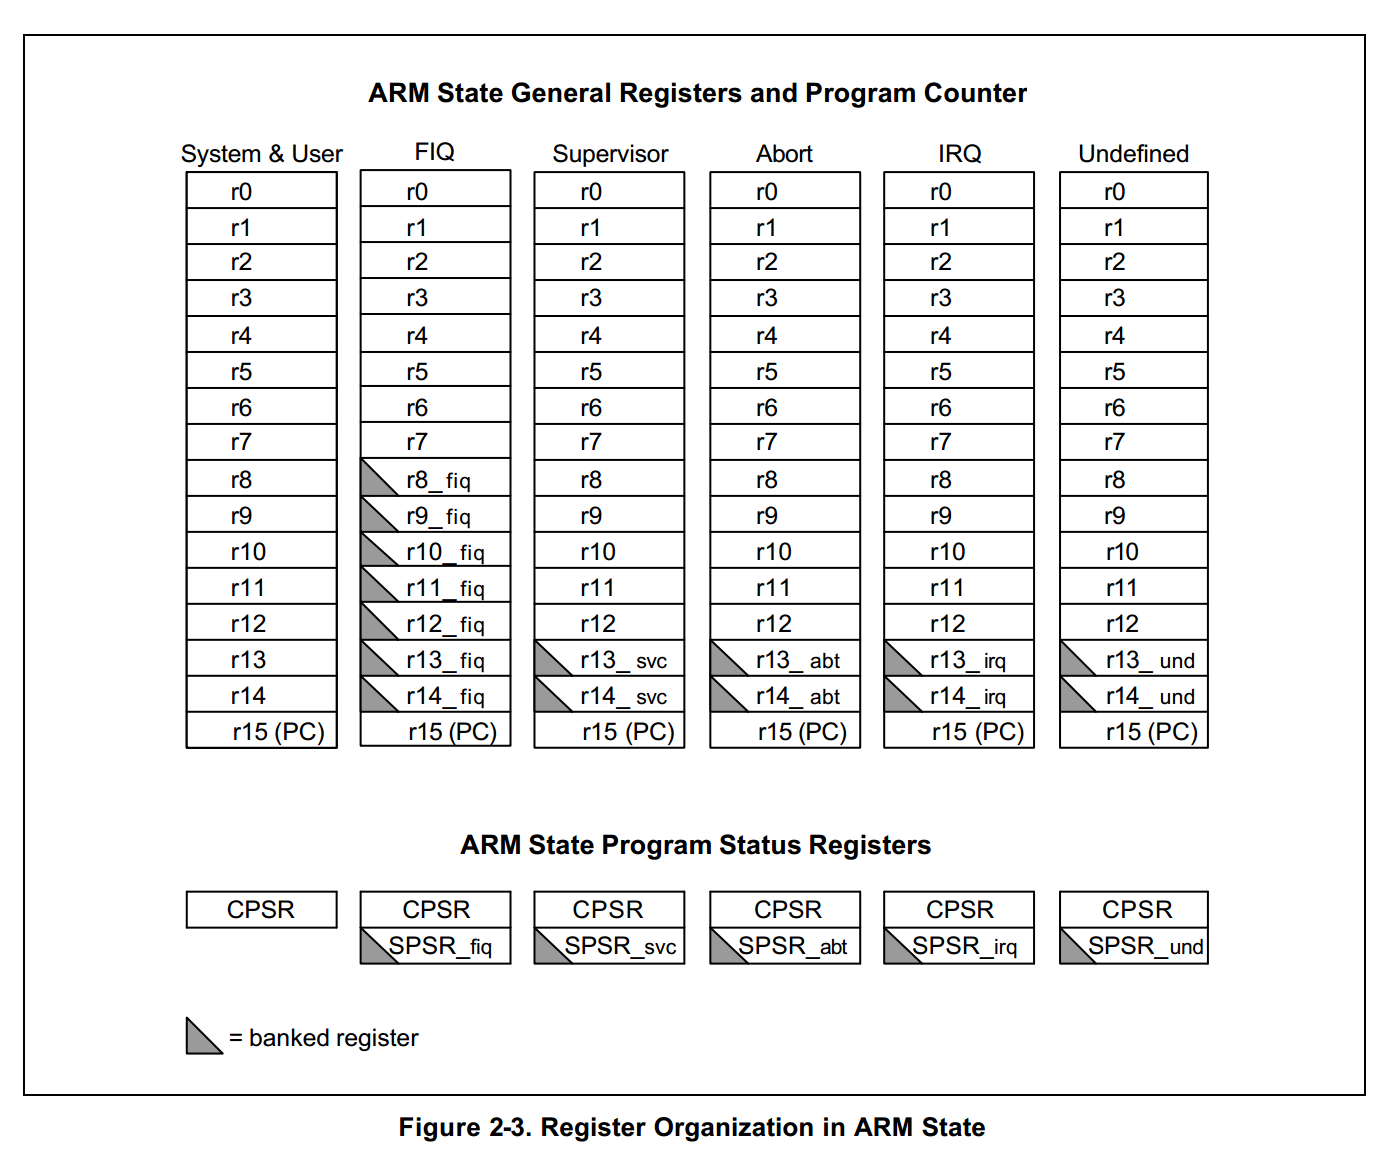 ARM State General Registers and Program Counter
System & User FIQ Supervisor Abort IRQ Undefined
r0 r0 r0 r0 r0 r0
r1 r1 r1 r1 r1 r1
r2 r2 r2 r2 r2 r2
r3 r3 r3 r3 r3 r3
r4 r4 r4 r4 r4 r4
r5 r5 r5 r5 r5 r5
r6 r6 r6 r6 r6 r6
r7 r7 r7 r7 r7 r7
r8 r8_fiq r8 r8 r8 r8
r9 r9_fiq r9 r9 r9 r9
r10 r10_fiq r10 r10 r10 r10
r11 r11_fiq r11 r11 r11 r11
r12 r12_fiq r12 r12 r12 r12
r13 r13_fiq r13_svc r13_abt r13_irq r13_und
r14 r14_fiq r14_svc r14_abt r14_irq r14_und
r15 (PC) r15 (PC) r15 (PC) r15 (PC) r15 (PC) r15 (PC)
ARM State Program Status Registers
CPSR CPSR CPSR CPSR CPSR CPSR
SPSR_fiq SPSR_svc SPSR_abt SPSR_irq SPSR_und
= banked register
Figure 2-3. Register Organization in ARM State